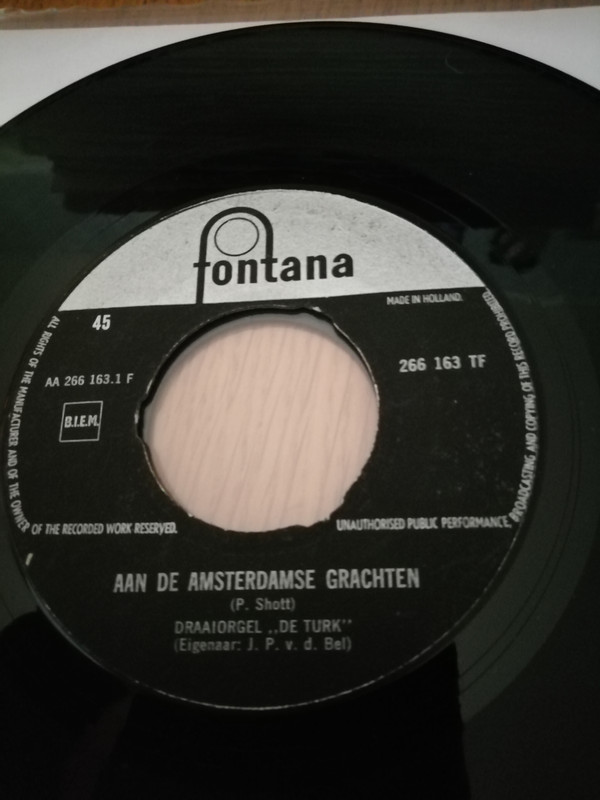 fontana
MADE IN HOLLAND.
45
266 163 TF
AA 266 163.1 F
B.I.E.M.
ALL RIGHTS OF THE MANUFACTURER AND OF THE OWNER OF THE RECORDED WORK RESERVED.
UNAUTHORISED PUBLIC PERFORMANCE, BROADCASTING AND COPYING OF THIS RECORD PROHIBITED
AAN DE AMSTERDAMSE GRACHTEN
(P. Shott)
DRAAIORGEL ,,DE TURK''
(Eigenaar: J. P. v. d. Bel)